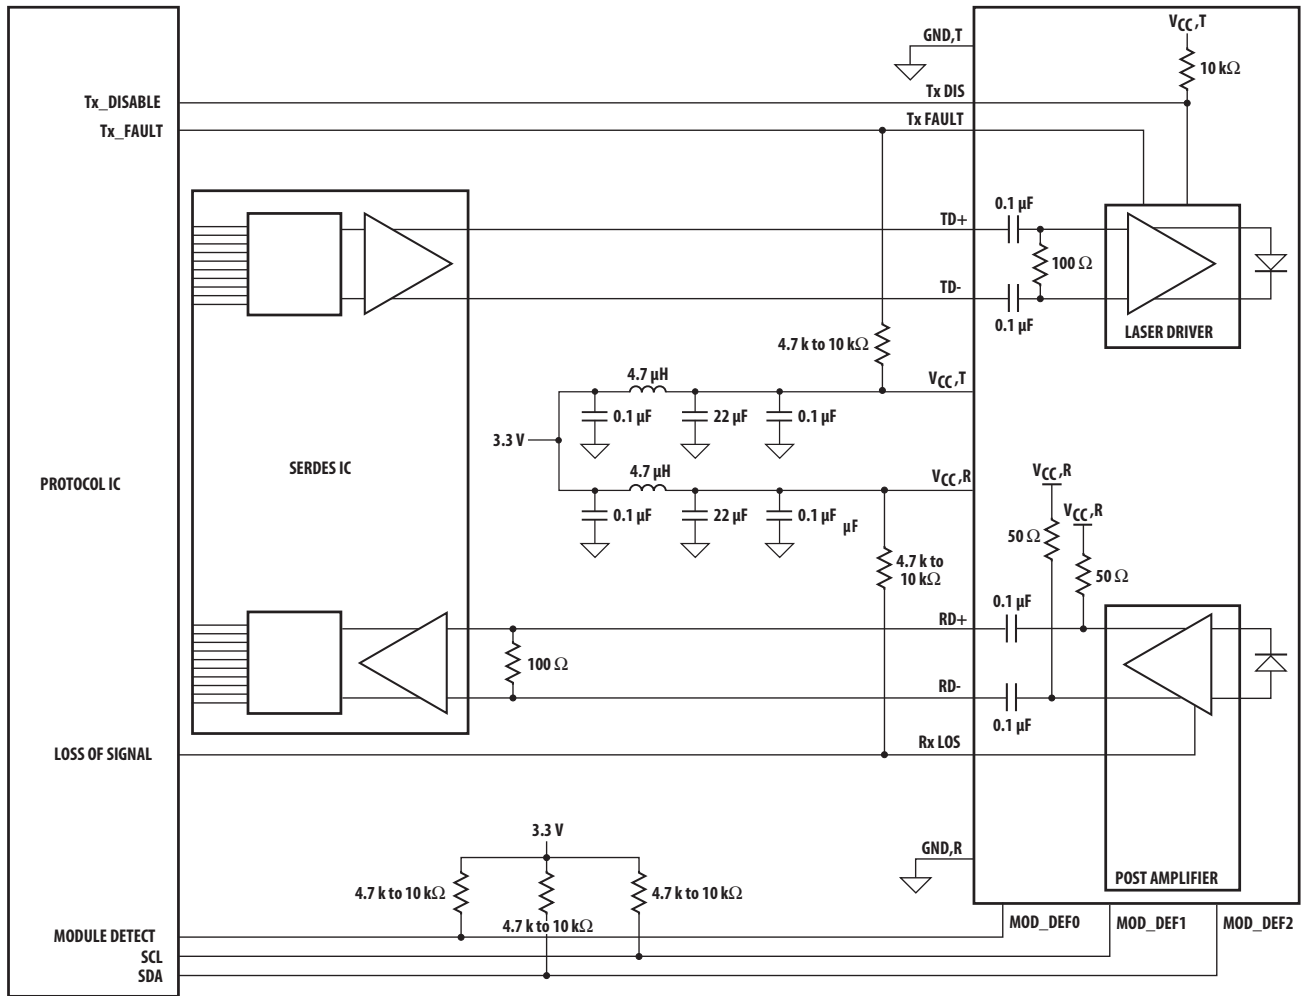 V_CC,T
GND,T
10 kΩ
Tx_DISABLE
Tx DIS
Tx_FAULT
Tx FAULT
0.1 µF
TD+
100 Ω
TD-
0.1 µF
LASER DRIVER
4.7 k to 10 kΩ
4.7 µH
V_CC,T
0.1 µF
22 µF
0.1 µF
3.3 V
SERDES IC
PROTOCOL IC
4.7 µH
V_CC,R
V_CC,R
0.1 µF
22 µF
0.1 µF
µF
V_CC,R
50 Ω
4.7 k to
10 kΩ
50 Ω
0.1 µF
RD+
100 Ω
RD-
0.1 µF
LOSS OF SIGNAL
Rx LOS
3.3 V
GND,R
4.7 k to 10 kΩ
4.7 k to 10 kΩ
4.7 k to 10 kΩ
POST AMPLIFIER
MODULE DETECT
MOD_DEF0
MOD_DEF1
MOD_DEF2
SCL
SDA